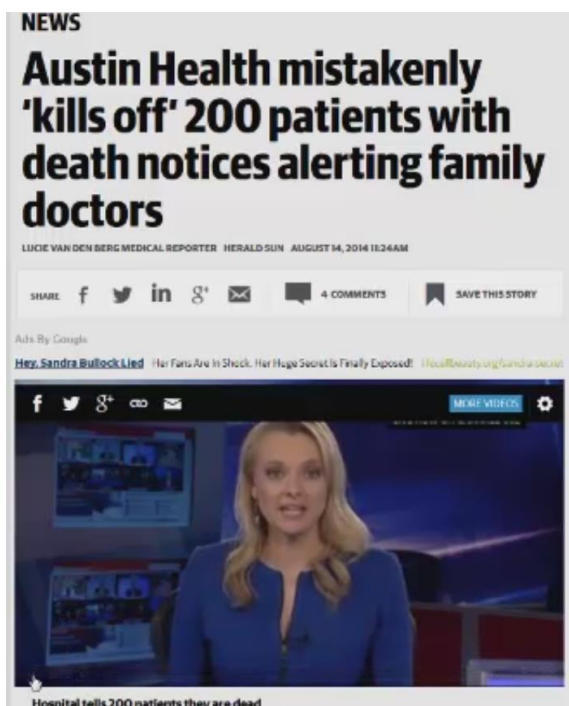 NEWS
Austin Health mistakenly
'kills off' 200 patients with
death notices alerting family
doctors
LUCIE VAN DEN BERG MEDICAL REPORTER HERALD SUN AUGUST 14, 2014 11:24AM
SHARE f in g+ 4 COMMENTS SAVE THIS STORY
Ads By Google
Hey, Sandra Bullock Lied Her Fans Are In Shock. Her Huge Secret Is Finally Exposed!
f g+ MORE VIDEOS
Hospital tells 200 patients they are dead